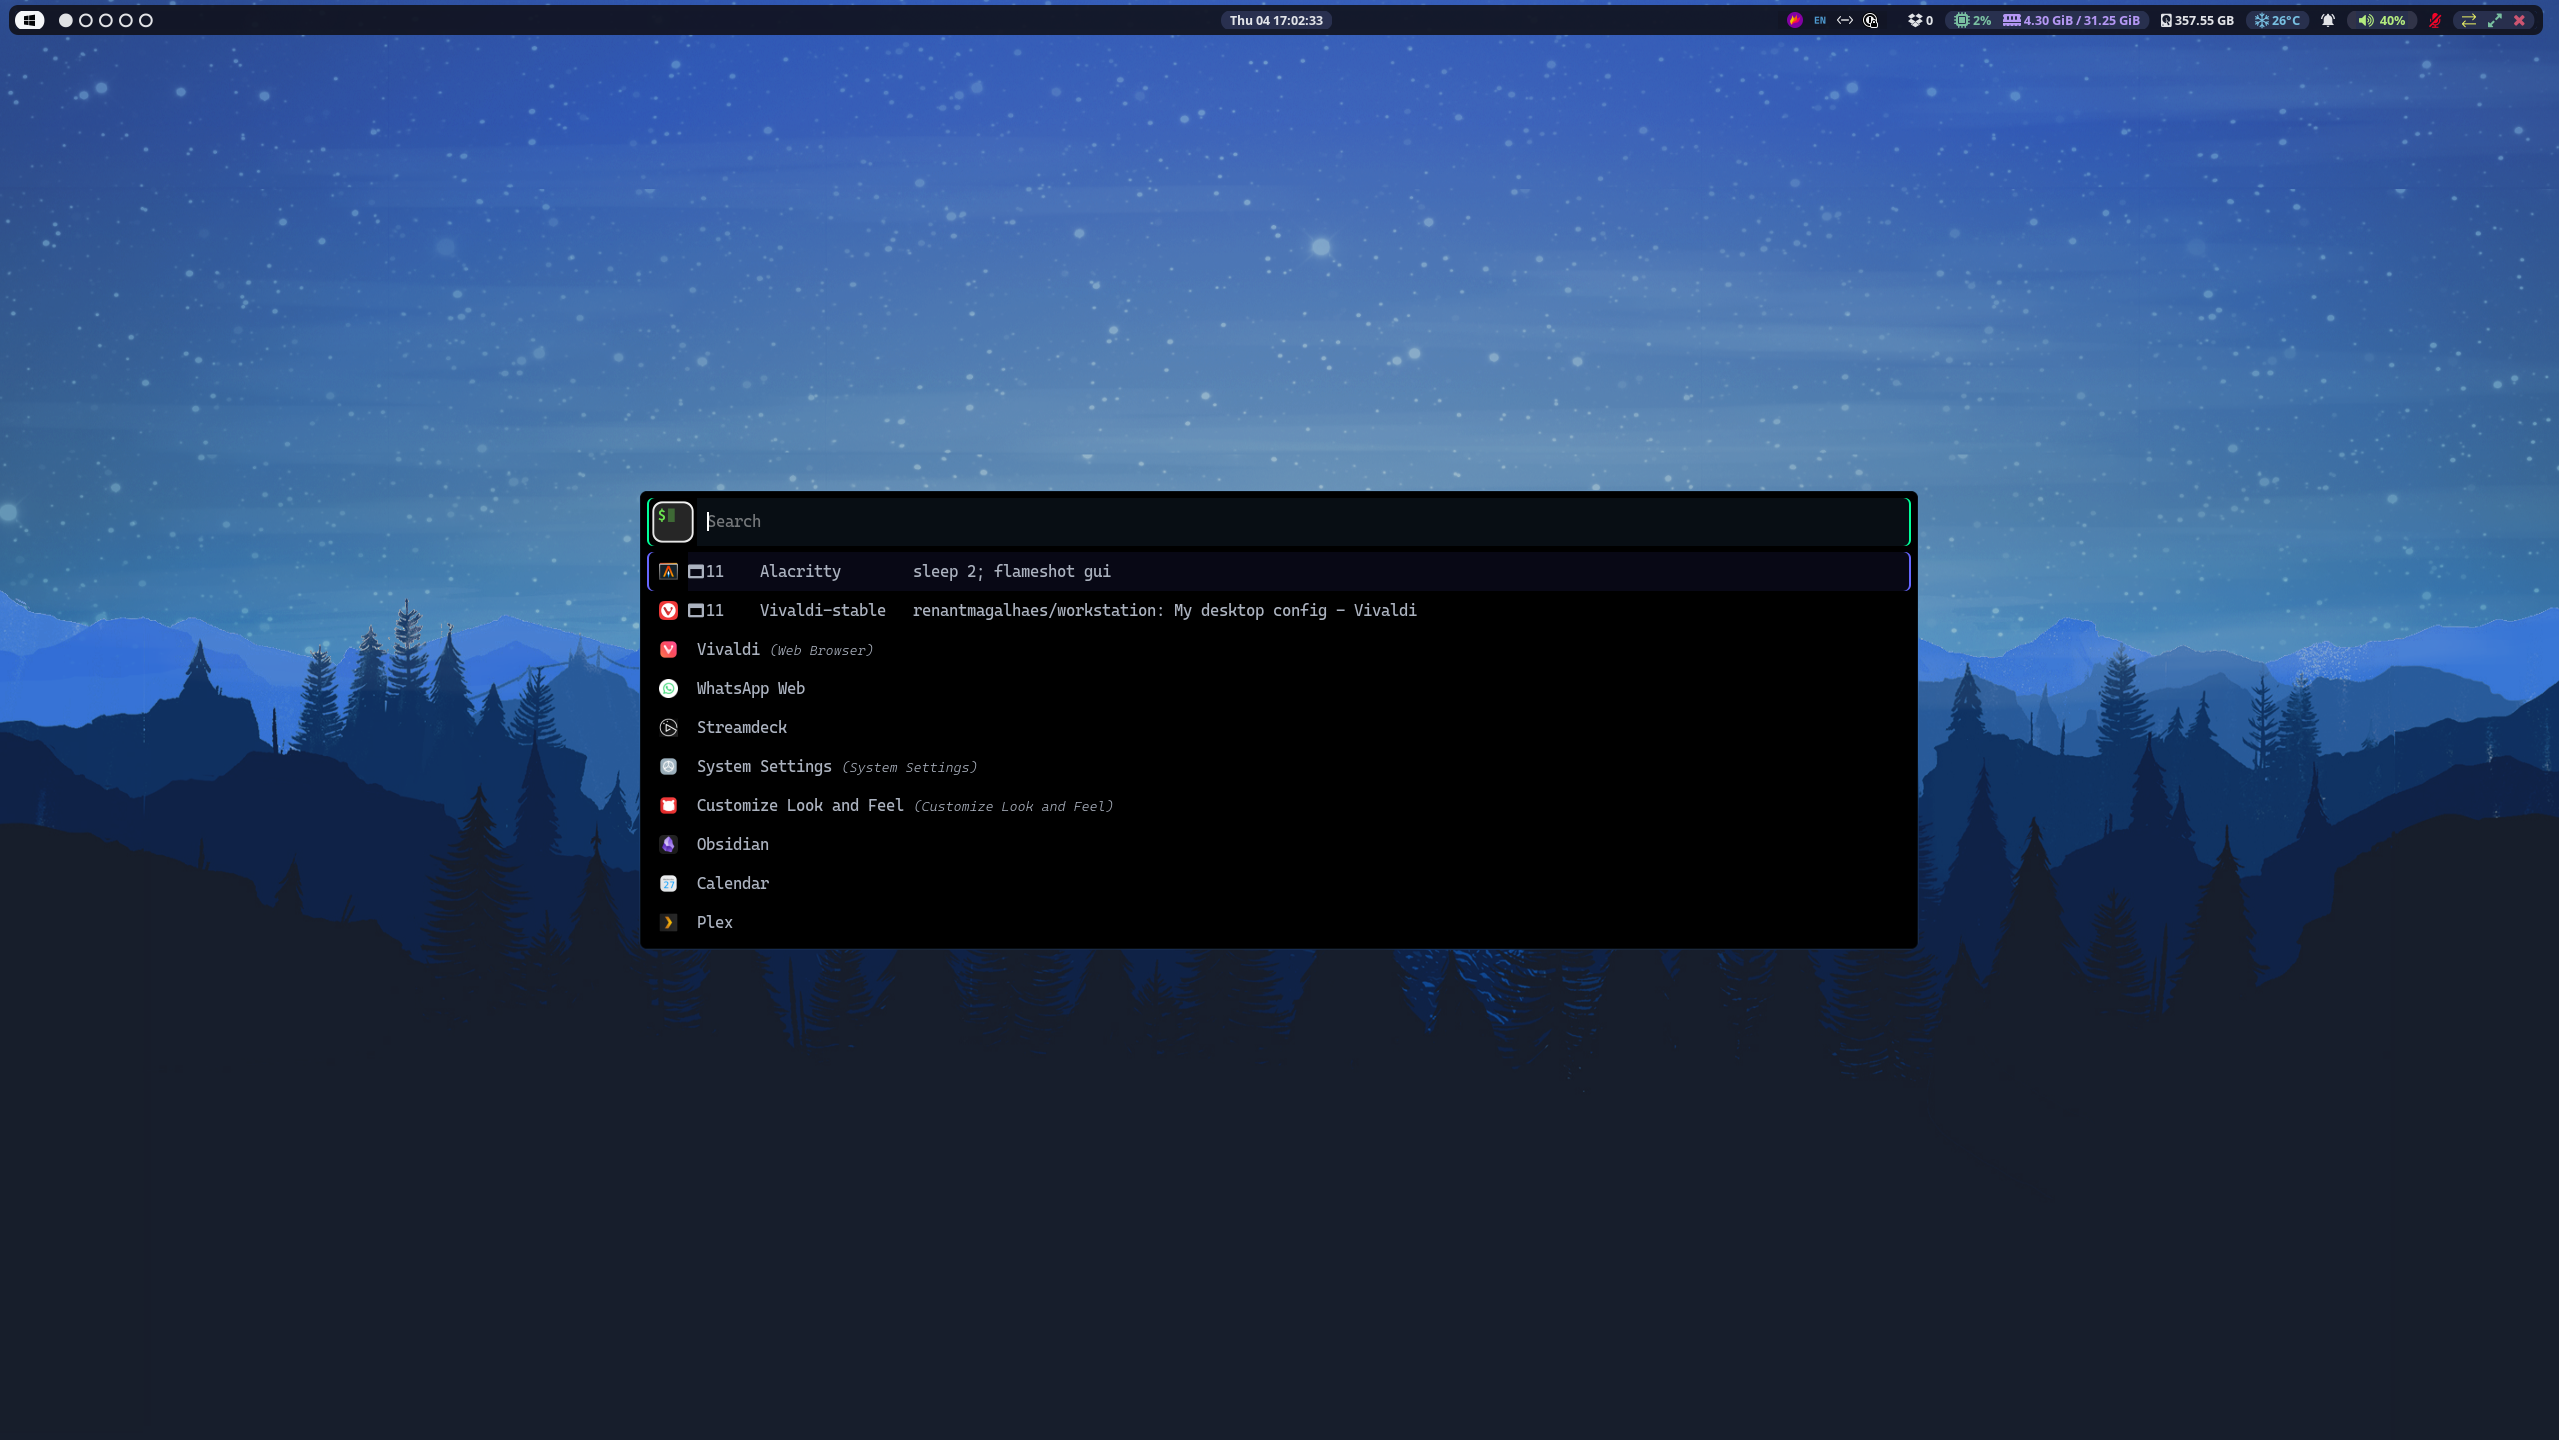 Thu 04 17:02:33
EN 0 2% 4.30 GiB / 31.25 GiB 357.55 GB 26°C 40%
$ Search
11 Alacritty sleep 2; flameshot gui
11 Vivaldi-stable renantmagalhaes/workstation: My desktop config - Vivaldi
Vivaldi (Web Browser)
WhatsApp Web
Streamdeck
System Settings (System Settings)
Customize Look and Feel (Customize Look and Feel)
Obsidian
27 Calendar
Plex